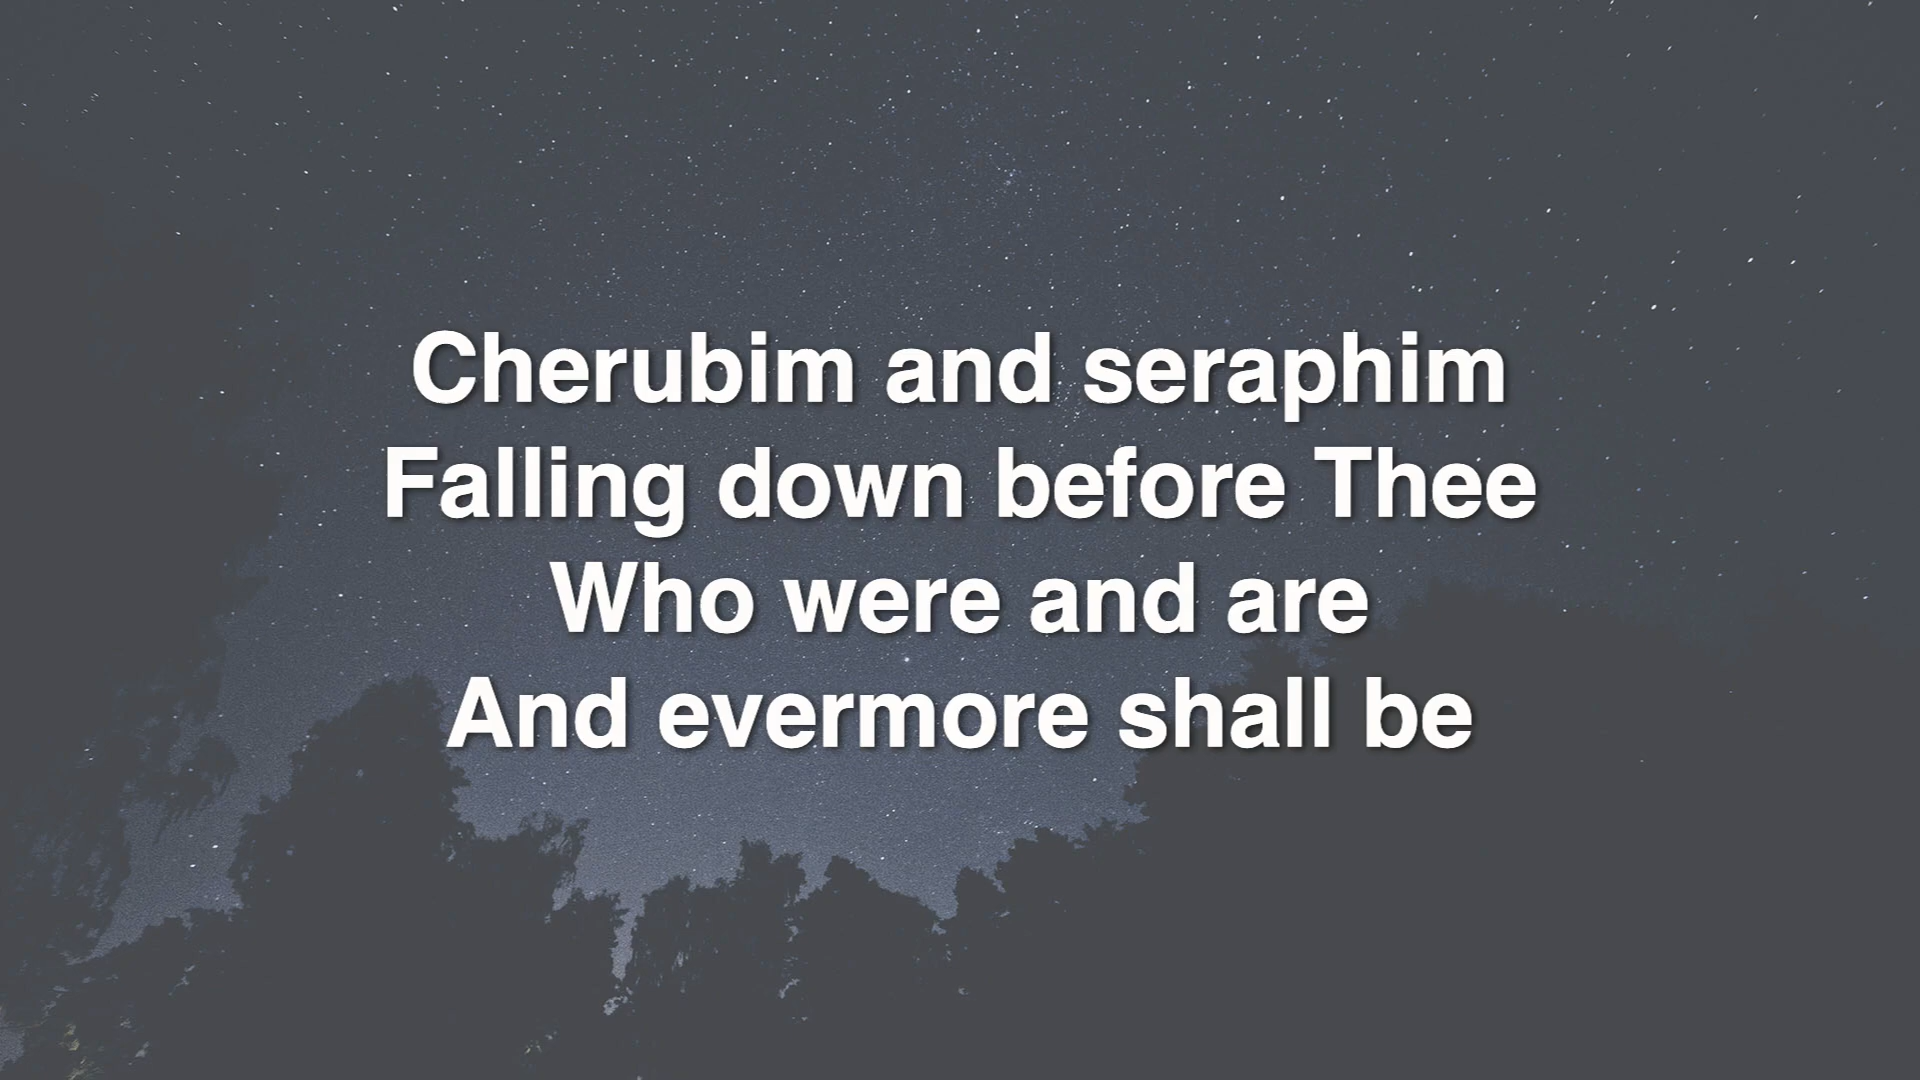 Cherubim and seraphim
Falling down before Thee
Who were and are
And evermore shall be